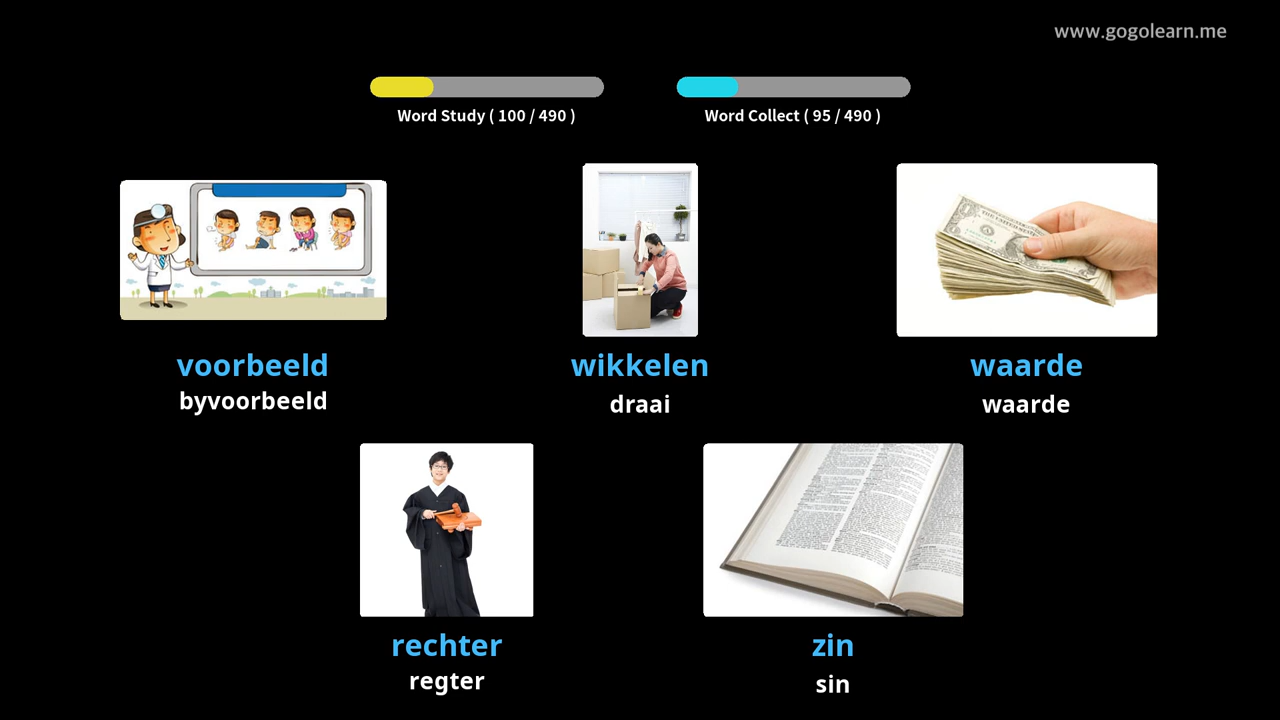 www.gogolearn.me
Word Study ( 100 / 490 )
Word Collect ( 95 / 490 )
voorbeeld
byvoorbeeld
wikkelen
draai
waarde
waarde
rechter
regter
zin
sin